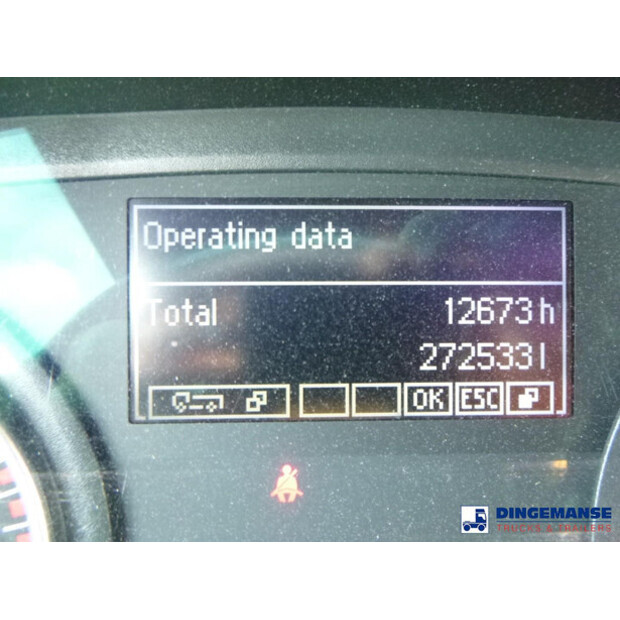 Operating data
Total 12673 h
272533 l
OK ESC
DINGEMANSE
TRUCKS & TRAILERS